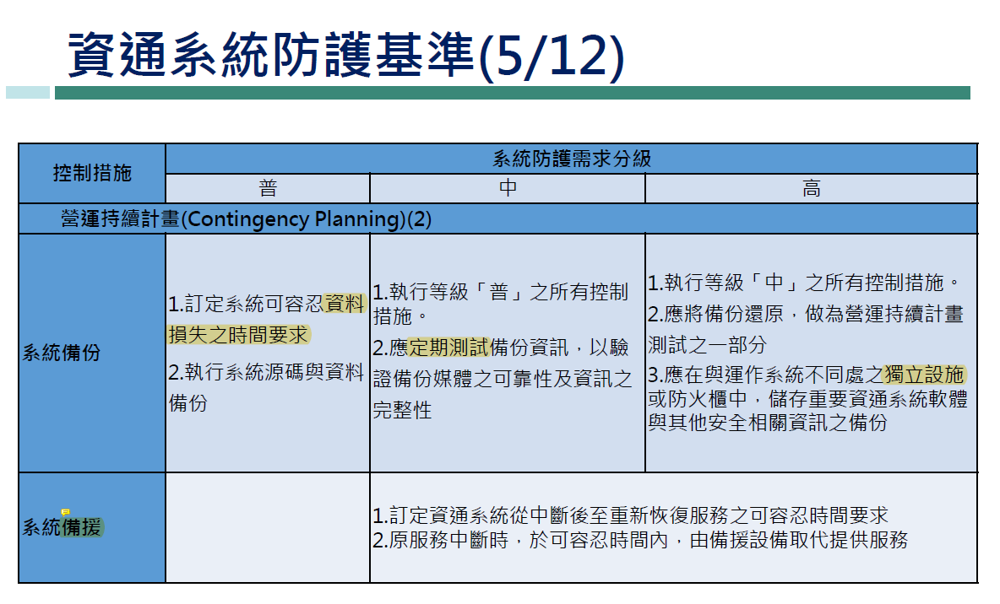 資通系統防護基準(5/12)
控制措施
系統防護需求分級
普
中
高
營運持續計畫(Contingency Planning)(2)
系統備份
1.訂定系統可容忍資料
損失之時間要求
2.執行系統源碼與資料
備份
1.執行等級「普」之所有控制
措施。
2.應定期測試備份資訊，以驗
證備份媒體之可靠性及資訊之
完整性
1.執行等級「中」之所有控制措施。
2.應將備份還原，做為營運持續計畫
測試之一部分
3.應在與運作系統不同處之獨立設施
或防火櫃中，儲存重要資通系統軟體
與其他安全相關資訊之備份
系統備援
1.訂定資通系統從中斷後至重新恢復服務之可容忍時間要求
2.原服務中斷時，於可容忍時間內，由備援設備取代提供服務